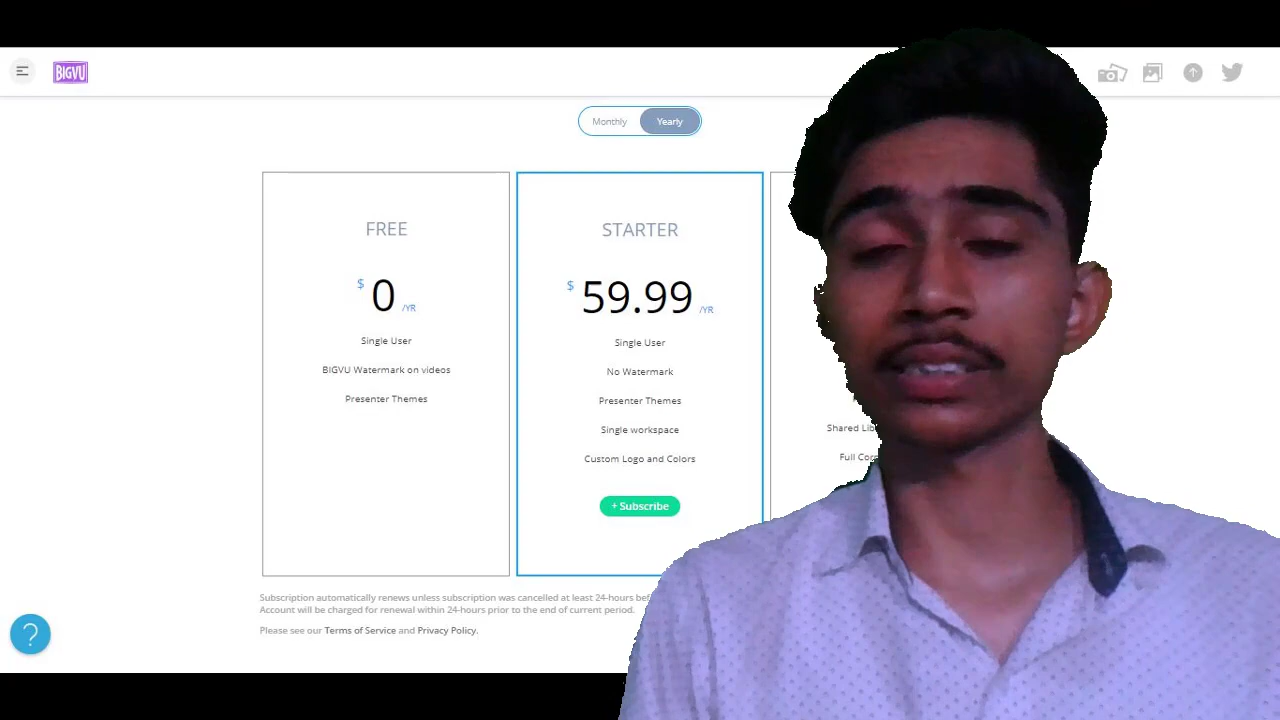 BIGVU
Monthly Yearly
FREE
$ 0 /YR
Single User
BIGVU Watermark on videos
Presenter Themes
STARTER
$ 59.99 /YR
Single User
No Watermark
Presenter Themes
Single workspace
Custom Logo and Colors
+ Subscribe
Shared
Full
Subscription automatically renews unless subscription was cancelled at least 24-hours
Account will be charged for renewal within 24-hours prior to the end of current period.
Please see our Terms of Service and Privacy Policy.
?